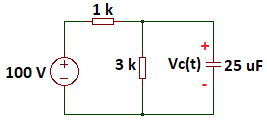 1 k
100 V
+
-
3 k
Vc(t)
+
-
25 uF